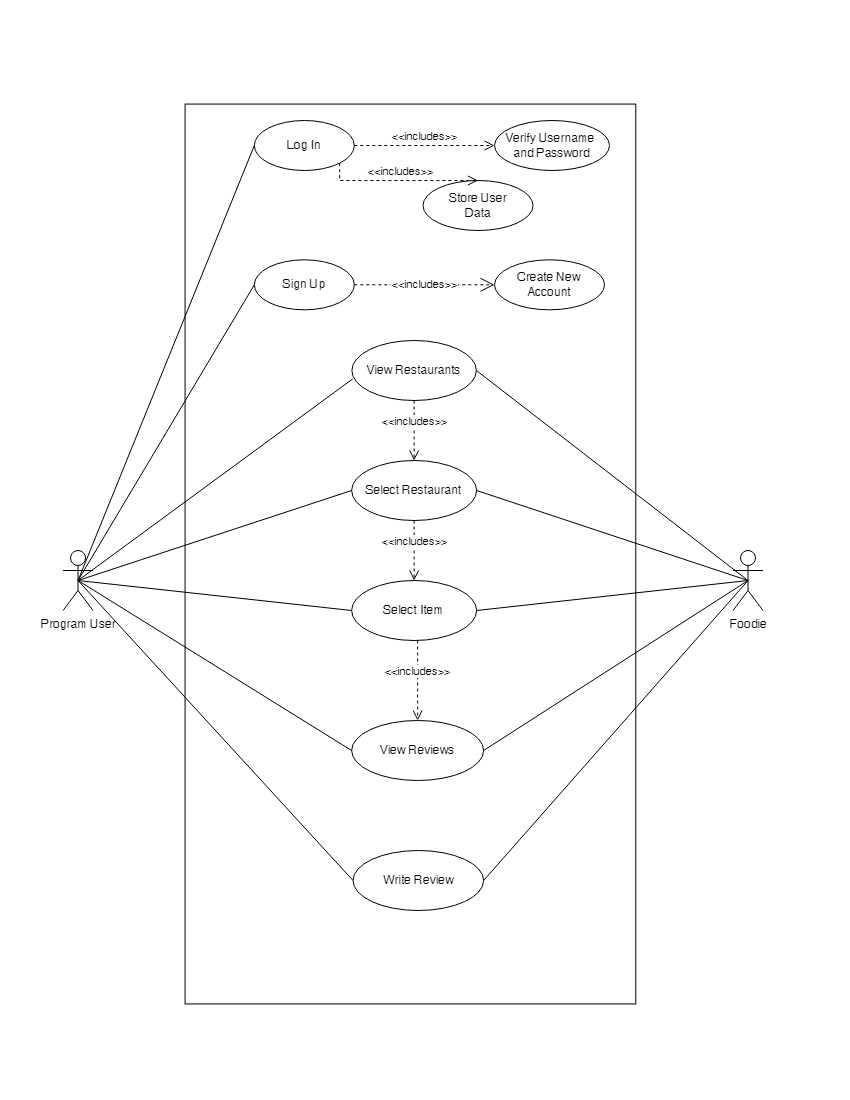 Log In
<<includes>>
Verify Username
and Password
<<includes>>
Store User
Data
Sign Up
<<includes>>
Create New
Account
View Restaurants
<<includes>>
Select Restaurant
<<includes>>
Select Item
Program User
Foodie
<<includes>>
View Reviews
Write Review